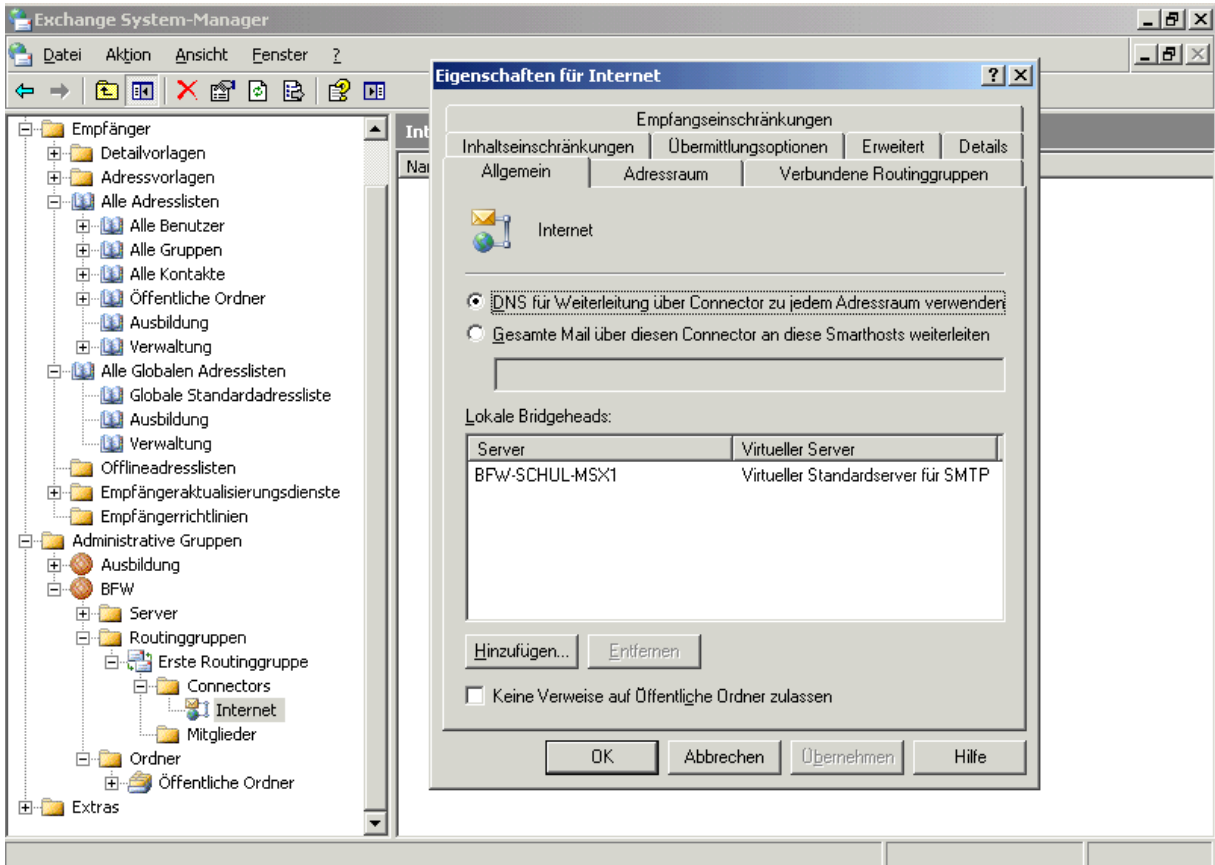 Exchange System-Manager
Datei Aktion Ansicht Fenster ?
Empfänger
Detailvorlagen
Adressvorlagen
Alle Adresslisten
Alle Benutzer
Alle Gruppen
Alle Kontakte
Öffentliche Ordner
Ausbildung
Verwaltung
Alle Globalen Adresslisten
Globale Standardadressliste
Ausbildung
Verwaltung
Offlineadresslisten
Empfängeraktualisierungsdienste
Empfängerrichtlinien
Administrative Gruppen
Ausbildung
BFW
Server
Routinggruppen
Erste Routinggruppe
Connectors
Internet
Mitglieder
Ordner
Öffentliche Ordner
Extras
Int
Nai
Eigenschaften für Internet
Empfangseinschränkungen
Inhaltseinschränkungen Übermittlungsoptionen Erweitert Details
Allgemein Adressraum Verbundene Routinggruppen
Internet
DNS für Weiterleitung über Connector zu jedem Adressraum verwenden
Gesamte Mail über diesen Connector an diese Smarthosts weiterleiten
Lokale Bridgeheads:
Server Virtueller Server
BFW-SCHUL-MSX1 Virtueller Standardserver für SMTP
Hinzufügen... Entfernen
Keine Verweise auf Öffentliche Ordner zulassen
OK Abbrechen Übernehmen Hilfe